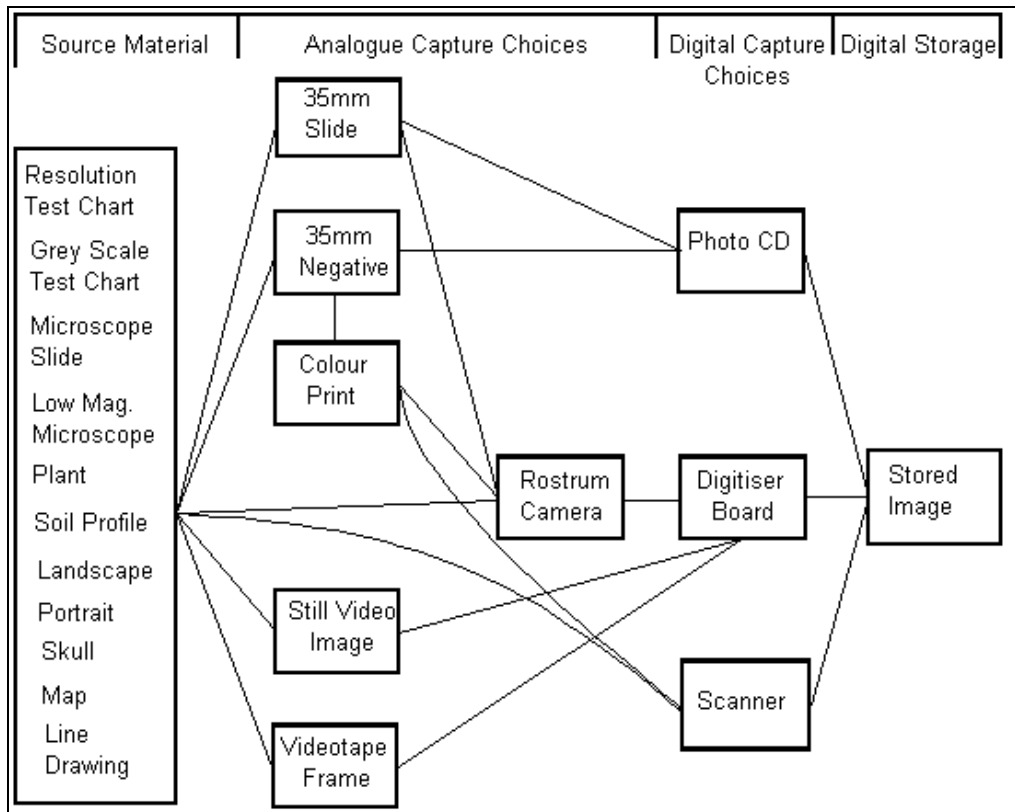 Source Material
Analogue Capture Choices
Digital Capture
Choices
Digital Storage
Resolution
Test Chart
Grey Scale
Test Chart
Microscope
Slide
Low Mag.
Microscope
Plant
Soil Profile
Landscape
Portrait
Skull
Map
Line
Drawing
35mm
Slide
35mm
Negative
Colour
Print
Rostrum
Camera
Still Video
Image
Videotape
Frame
Photo CD
Digitiser
Board
Scanner
Stored
Image